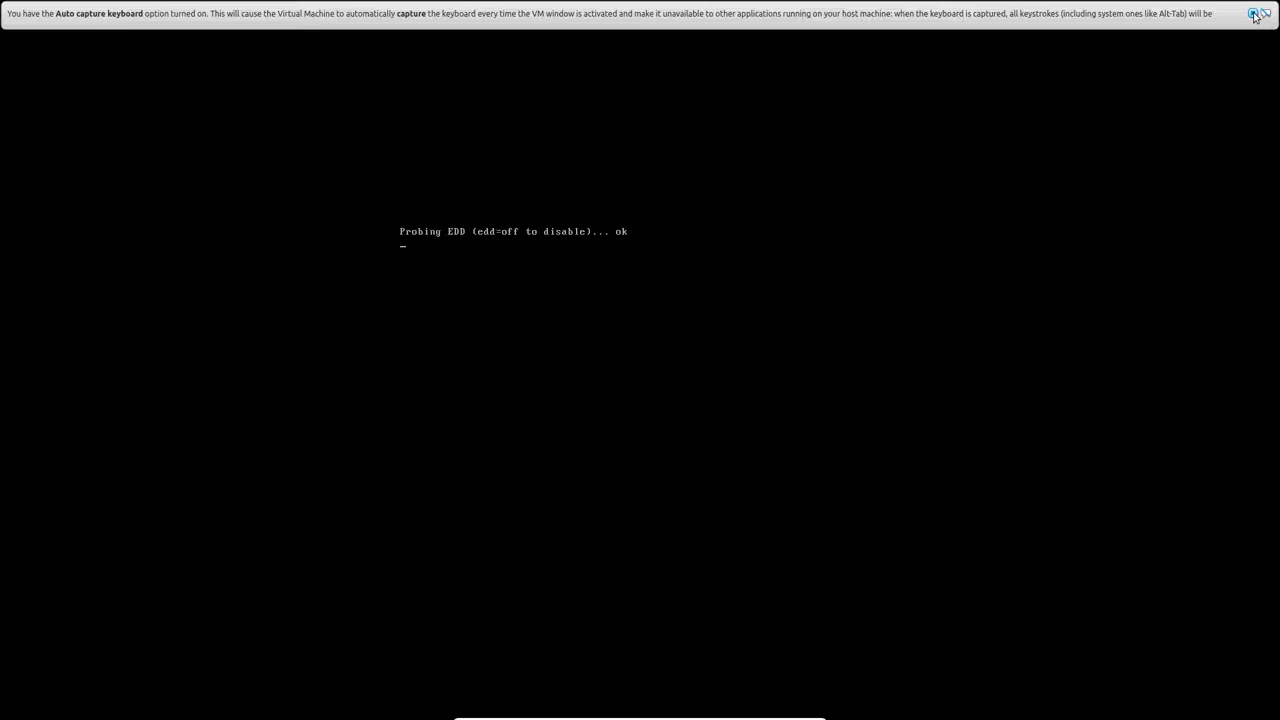 You have the Auto capture keyboard option turned on. This will cause the Virtual Machine to automatically capture the keyboard every time the VM window is activated and make it unavailable to other applications running on your host machine: when the keyboard is captured, all keystrokes (including system ones like Alt-Tab) will be
Probing EDD (edd=off to disable)... ok
_